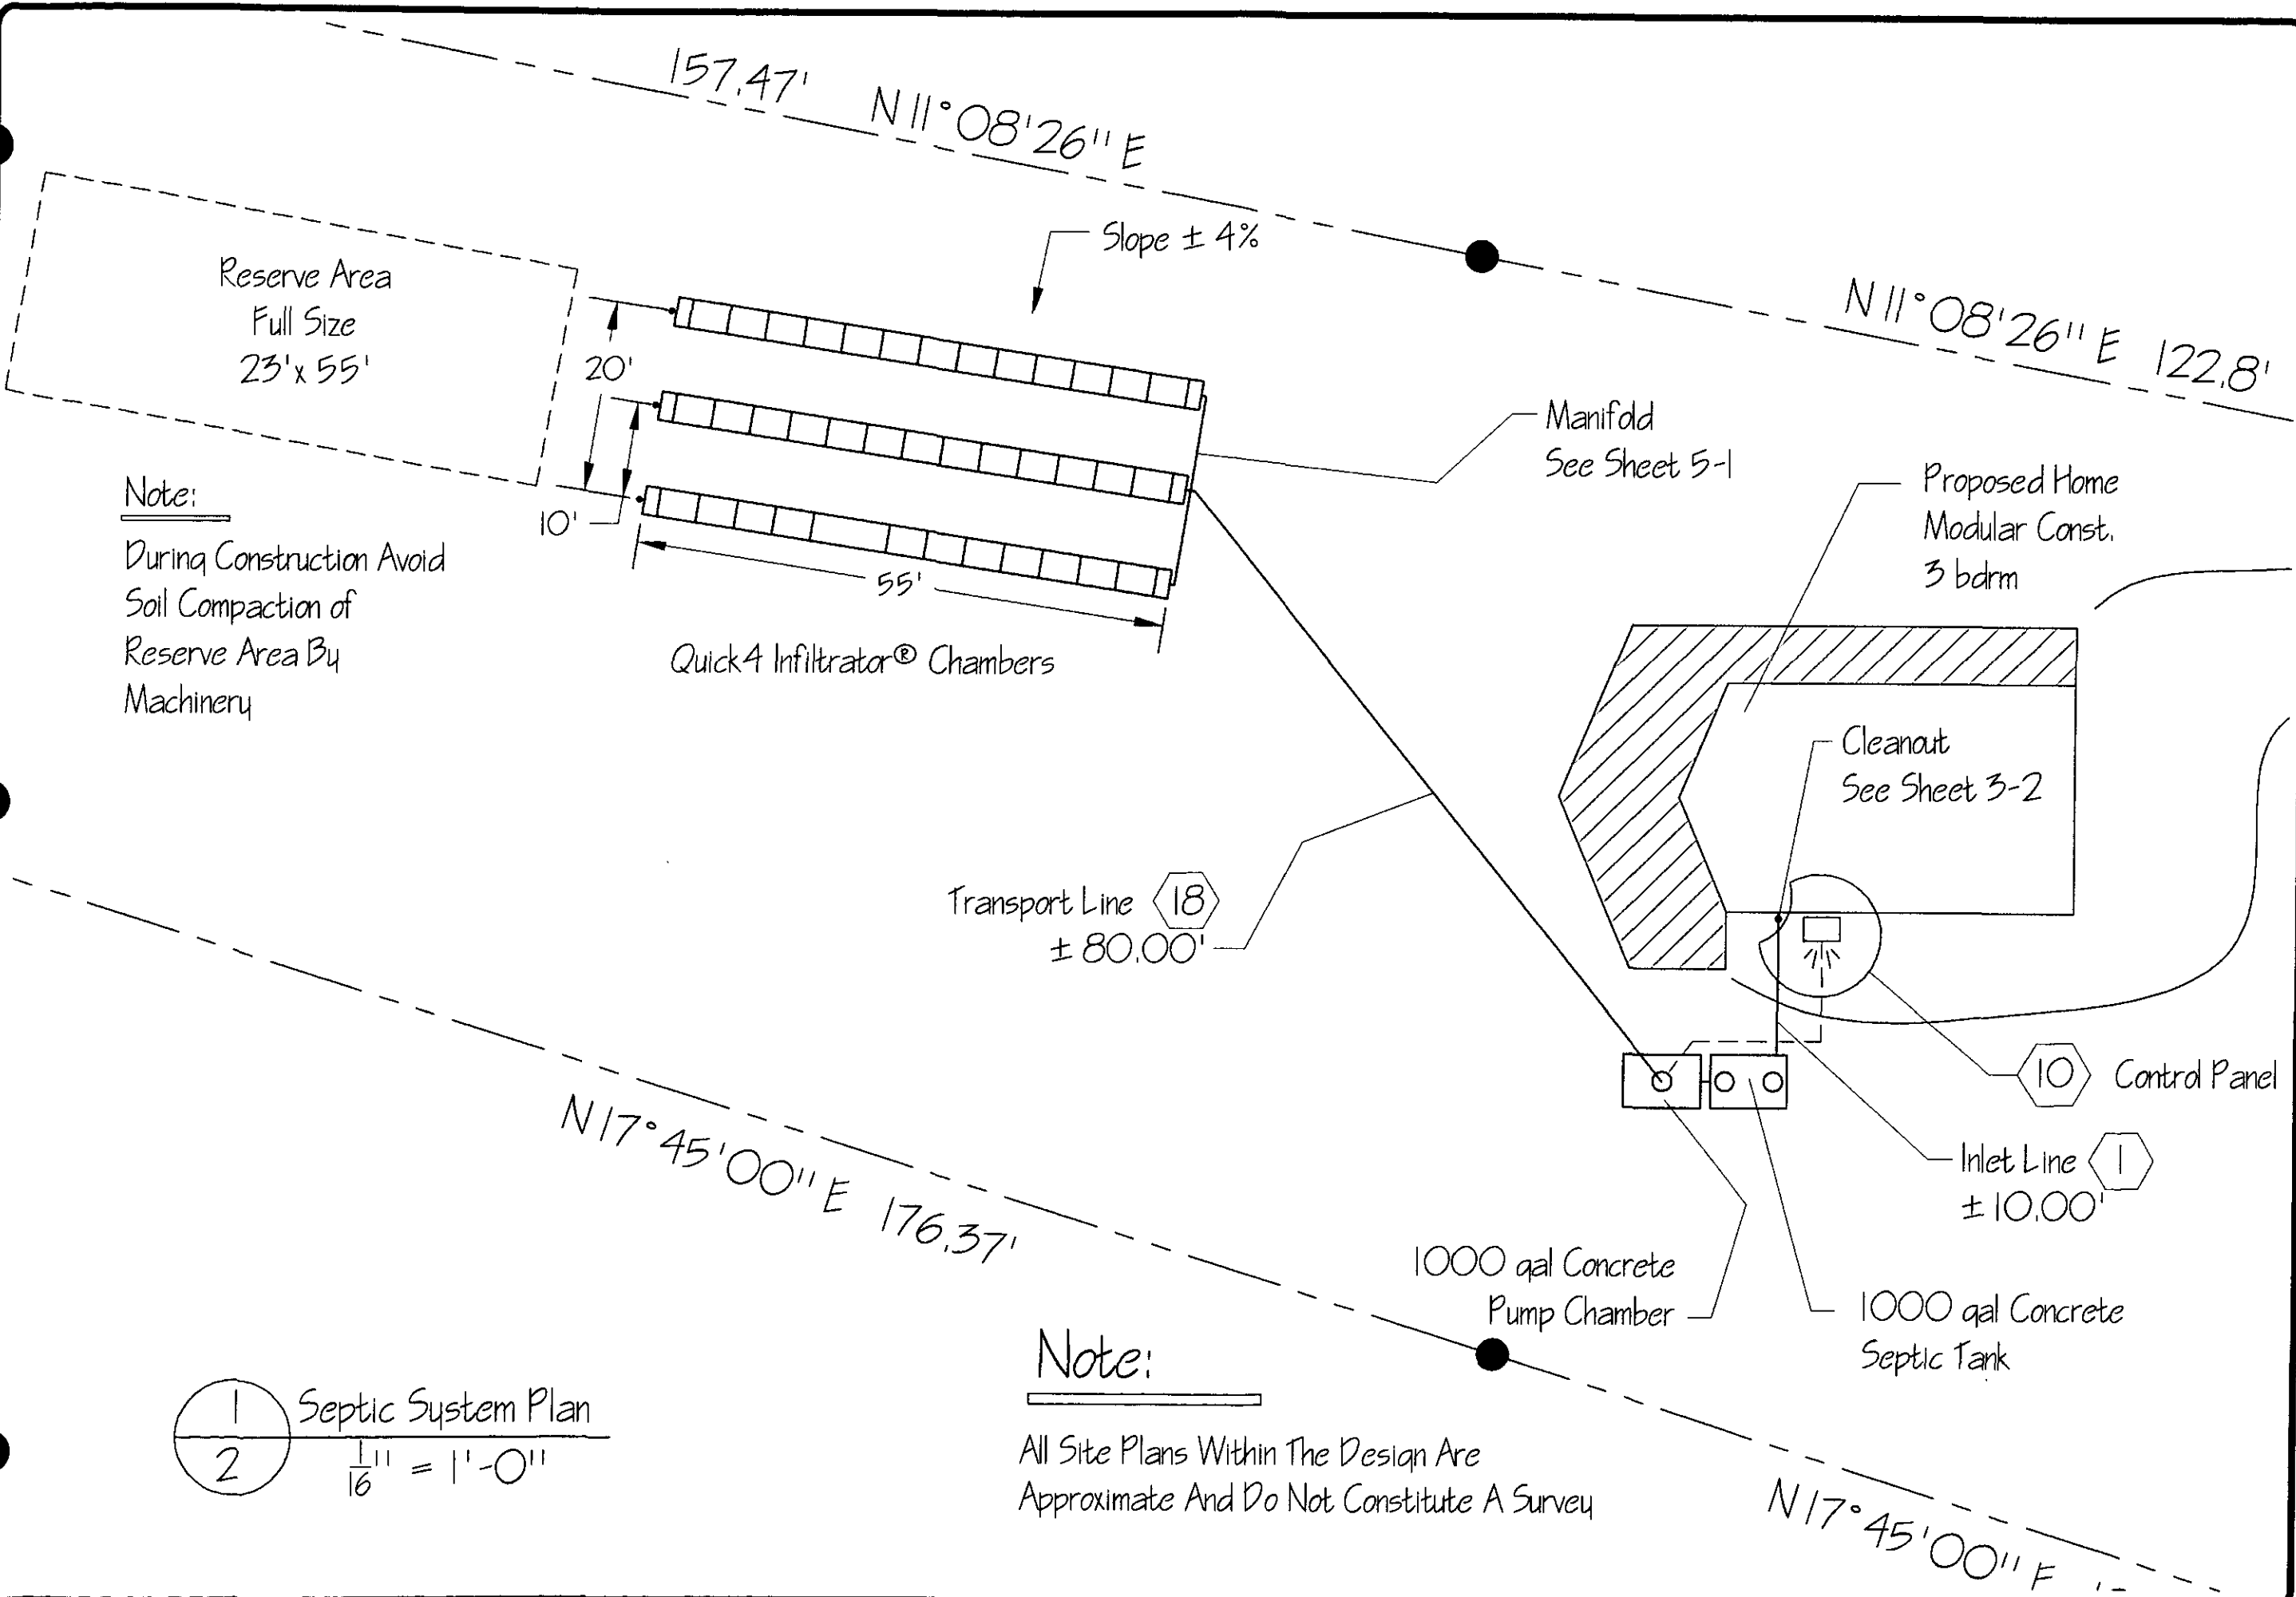 157.47' N 11°08'26" E
Slope ± 4%
N 11°08'26" E 122.8'
Reserve Area
Full Size
23' x 55'
20'
10'
55'
Manifold
See Sheet 5-1
Proposed Home
Modular Const.
3 bdrm
Note:
During Construction Avoid
Soil Compaction of
Reserve Area By
Machinery
Quick4 Infiltrator® Chambers
Cleanout
See Sheet 3-2
Transport Line 18
± 80.00'
10 Control Panel
Inlet Line 1
± 10.00'
N 17°45'00" E 176.37'
1000 gal Concrete
Pump Chamber
1000 gal Concrete
Septic Tank
1 Septic System Plan
2 1/16" = 1'-0"
Note:
All Site Plans Within The Design Are
Approximate And Do Not Constitute A Survey
N 17°45'00"